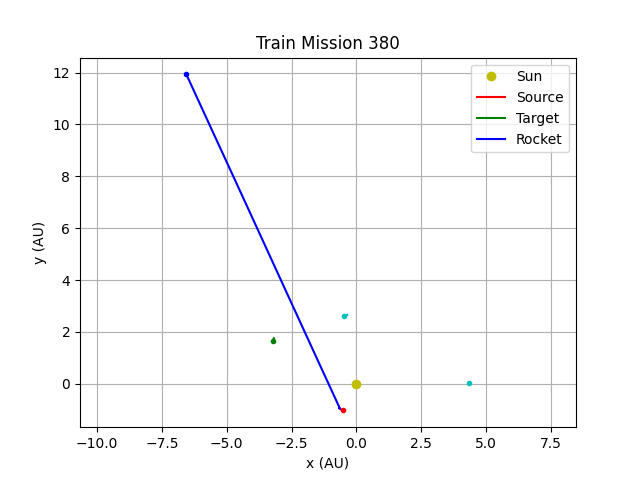 Train Mission 380
Sun
Source
Target
Rocket
12
10
8
6
4
2
0
y (AU)
−10.0 −7.5 −5.0 −2.5 0.0 2.5 5.0 7.5
x (AU)